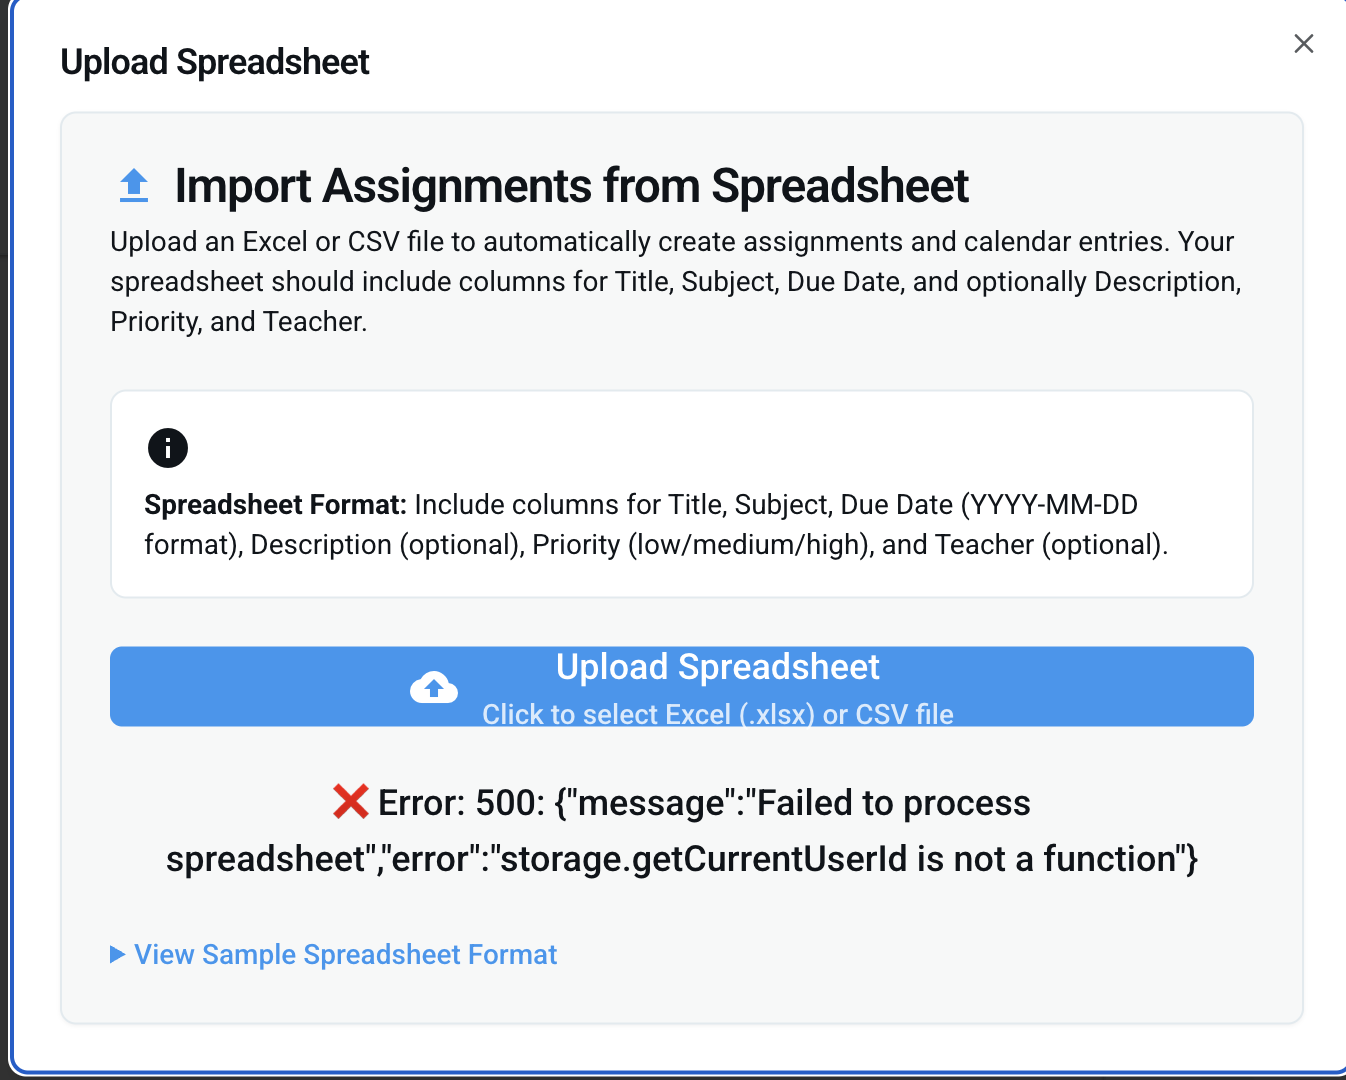 Upload Spreadsheet
Import Assignments from Spreadsheet
Upload an Excel or CSV file to automatically create assignments and calendar entries. Your
spreadsheet should include columns for Title, Subject, Due Date, and optionally Description,
Priority, and Teacher.
Spreadsheet Format: Include columns for Title, Subject, Due Date (YYYY-MM-DD
format), Description (optional), Priority (low/medium/high), and Teacher (optional).
Upload Spreadsheet
Click to select Excel (.xlsx) or CSV file
❌ Error: 500: {"message":"Failed to process
spreadsheet","error":"storage.getCurrentUserId is not a function"}
View Sample Spreadsheet Format